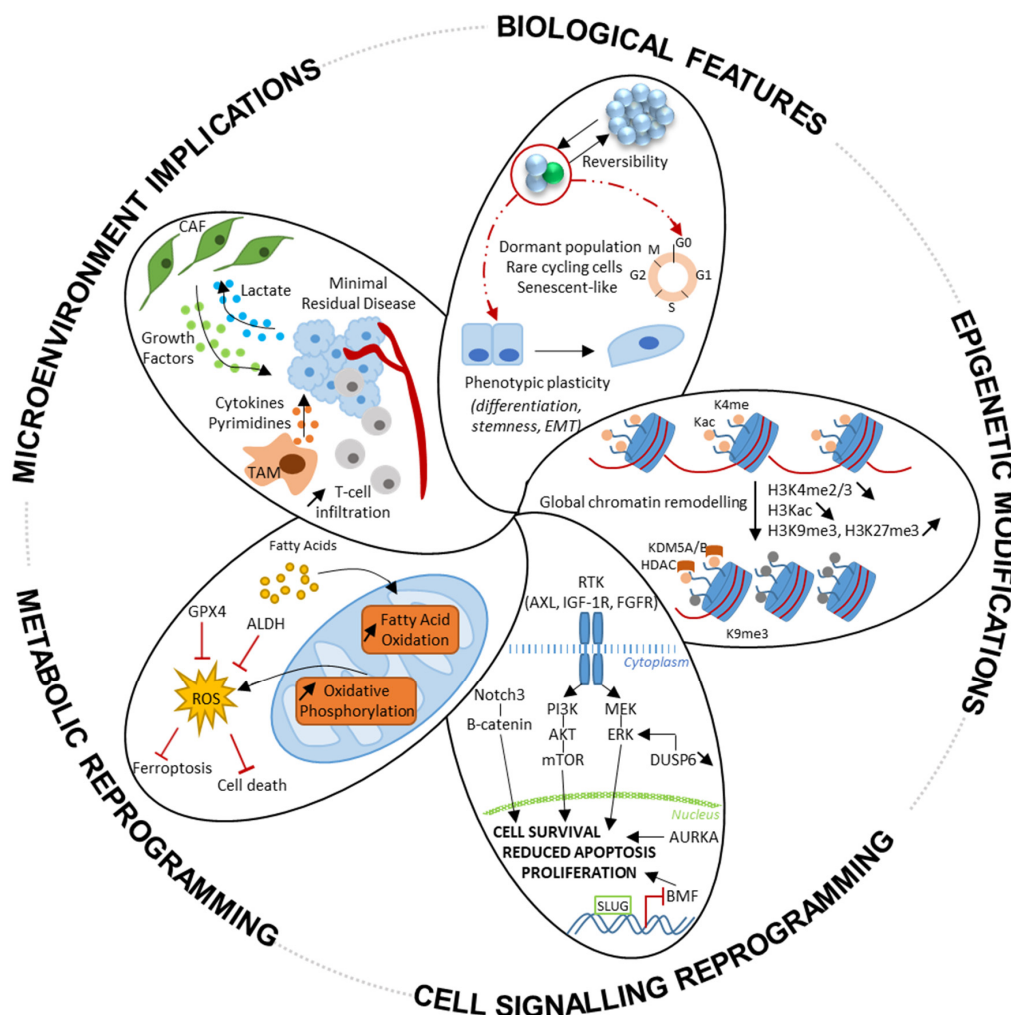 BIOLOGICAL FEATURES
Reversibility
Dormant population
Rare cycling cells
Senescent-like
M
G0
G2
G1
S
Phenotypic plasticity
(differentiation,
stemness, EMT)
EPIGENETIC MODIFICATIONS
K4me
Kac
Global chromatin remodelling
H3K4me2/3
H3Kac
H3K9me3, H3K27me3
KDM5A/B
HDAC
K9me3
CELL SIGNALLING REPROGRAMMING
RTK
(AXL, IGF-1R, FGFR)
Cytoplasm
Notch3
B-catenin
PI3K
AKT
mTOR
MEK
ERK
DUSP6
Nucleus
CELL SURVIVAL
REDUCED APOPTOSIS
PROLIFERATION
AURKA
BMF
SLUG
METABOLIC REPROGRAMMING
Fatty Acids
GPX4
ALDH
Fatty Acid
Oxidation
Oxidative
Phosphorylation
ROS
Ferroptosis
Cell death
MICROENVIRONMENT IMPLICATIONS
CAF
Lactate
Minimal
Residual Disease
Growth
Factors
Cytokines
Pyrimidines
TAM
T-cell
infiltration